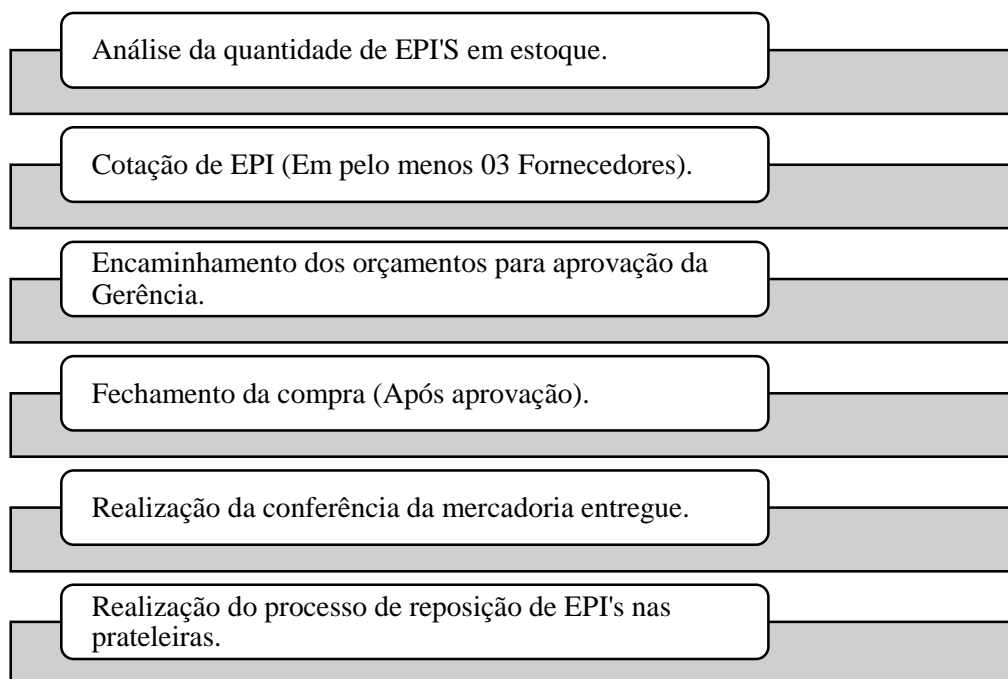 Análise da quantidade de EPI'S em estoque.
Cotação de EPI (Em pelo menos 03 Fornecedores).
Encaminhamento dos orçamentos para aprovação da
Gerência.
Fechamento da compra (Após aprovação).
Realização da conferência da mercadoria entregue.
Realização do processo de reposição de EPI's nas
prateleiras.